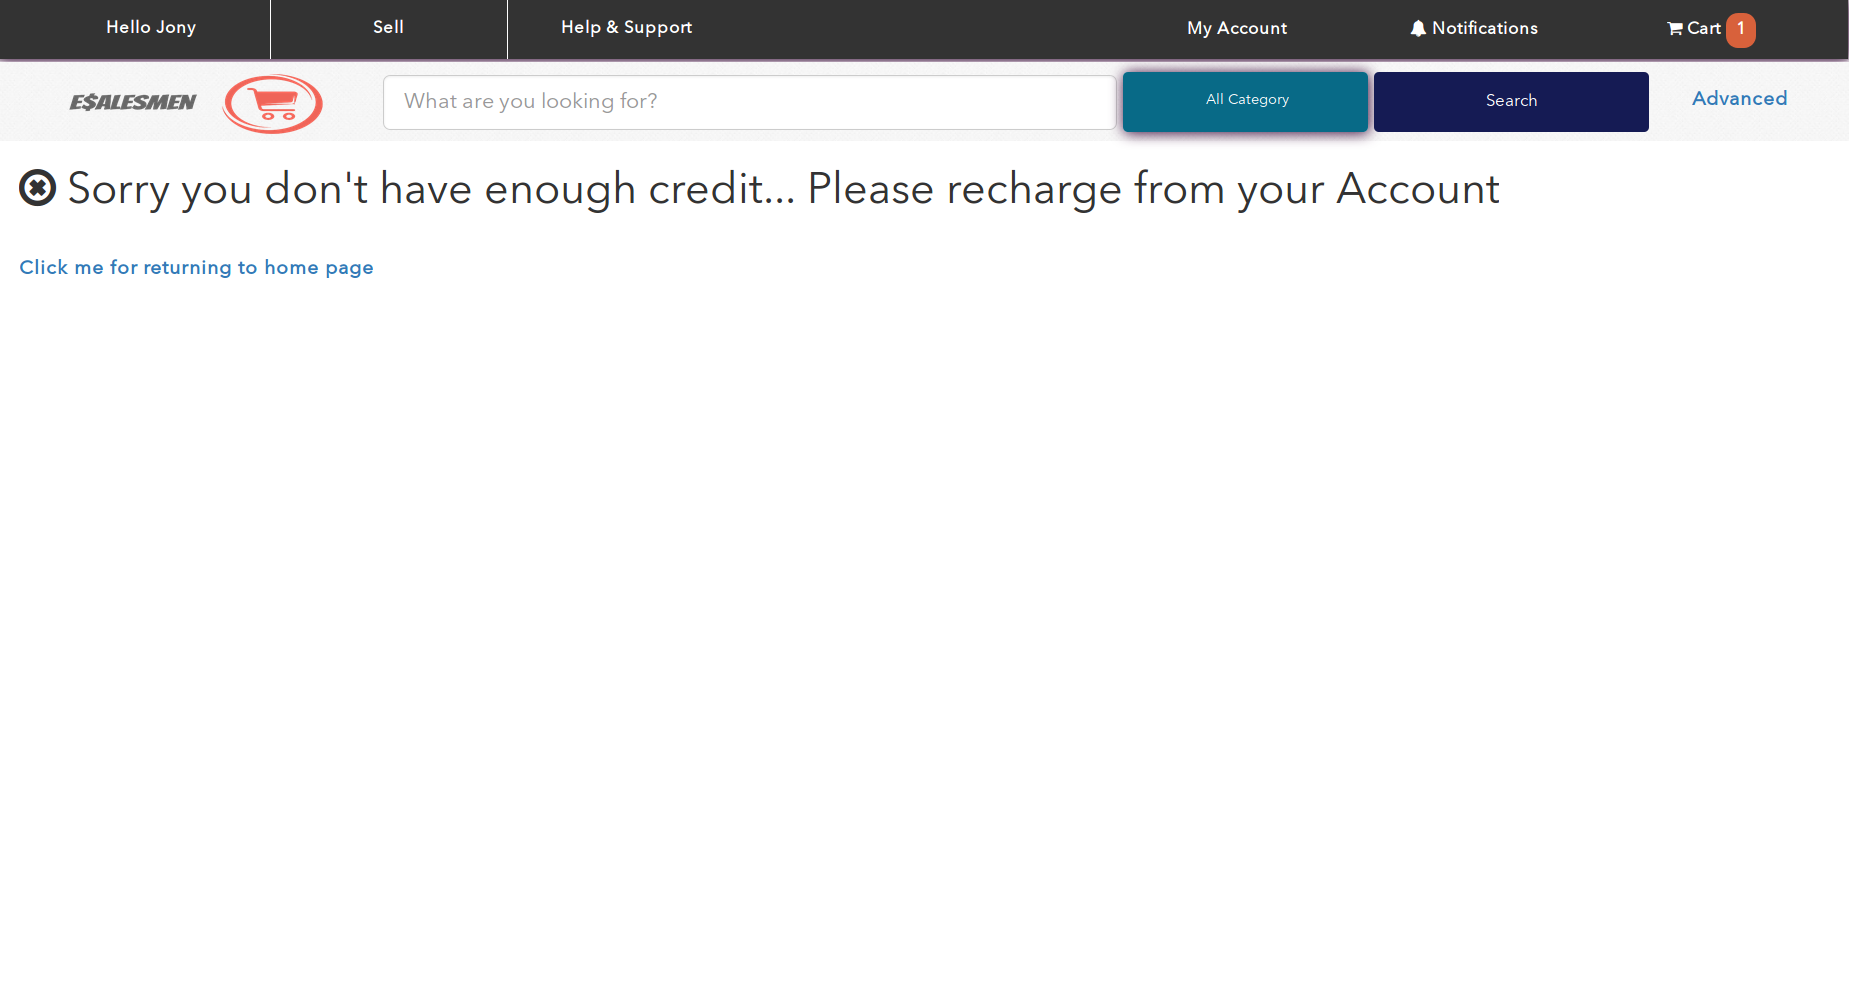 Hello Jony
Sell
Help & Support
My Account
Notifications
Cart 1
E$ALESMEN
What are you looking for?
All Category
Search
Advanced
Sorry you don't have enough credit... Please recharge from your Account
Click me for returning to home page